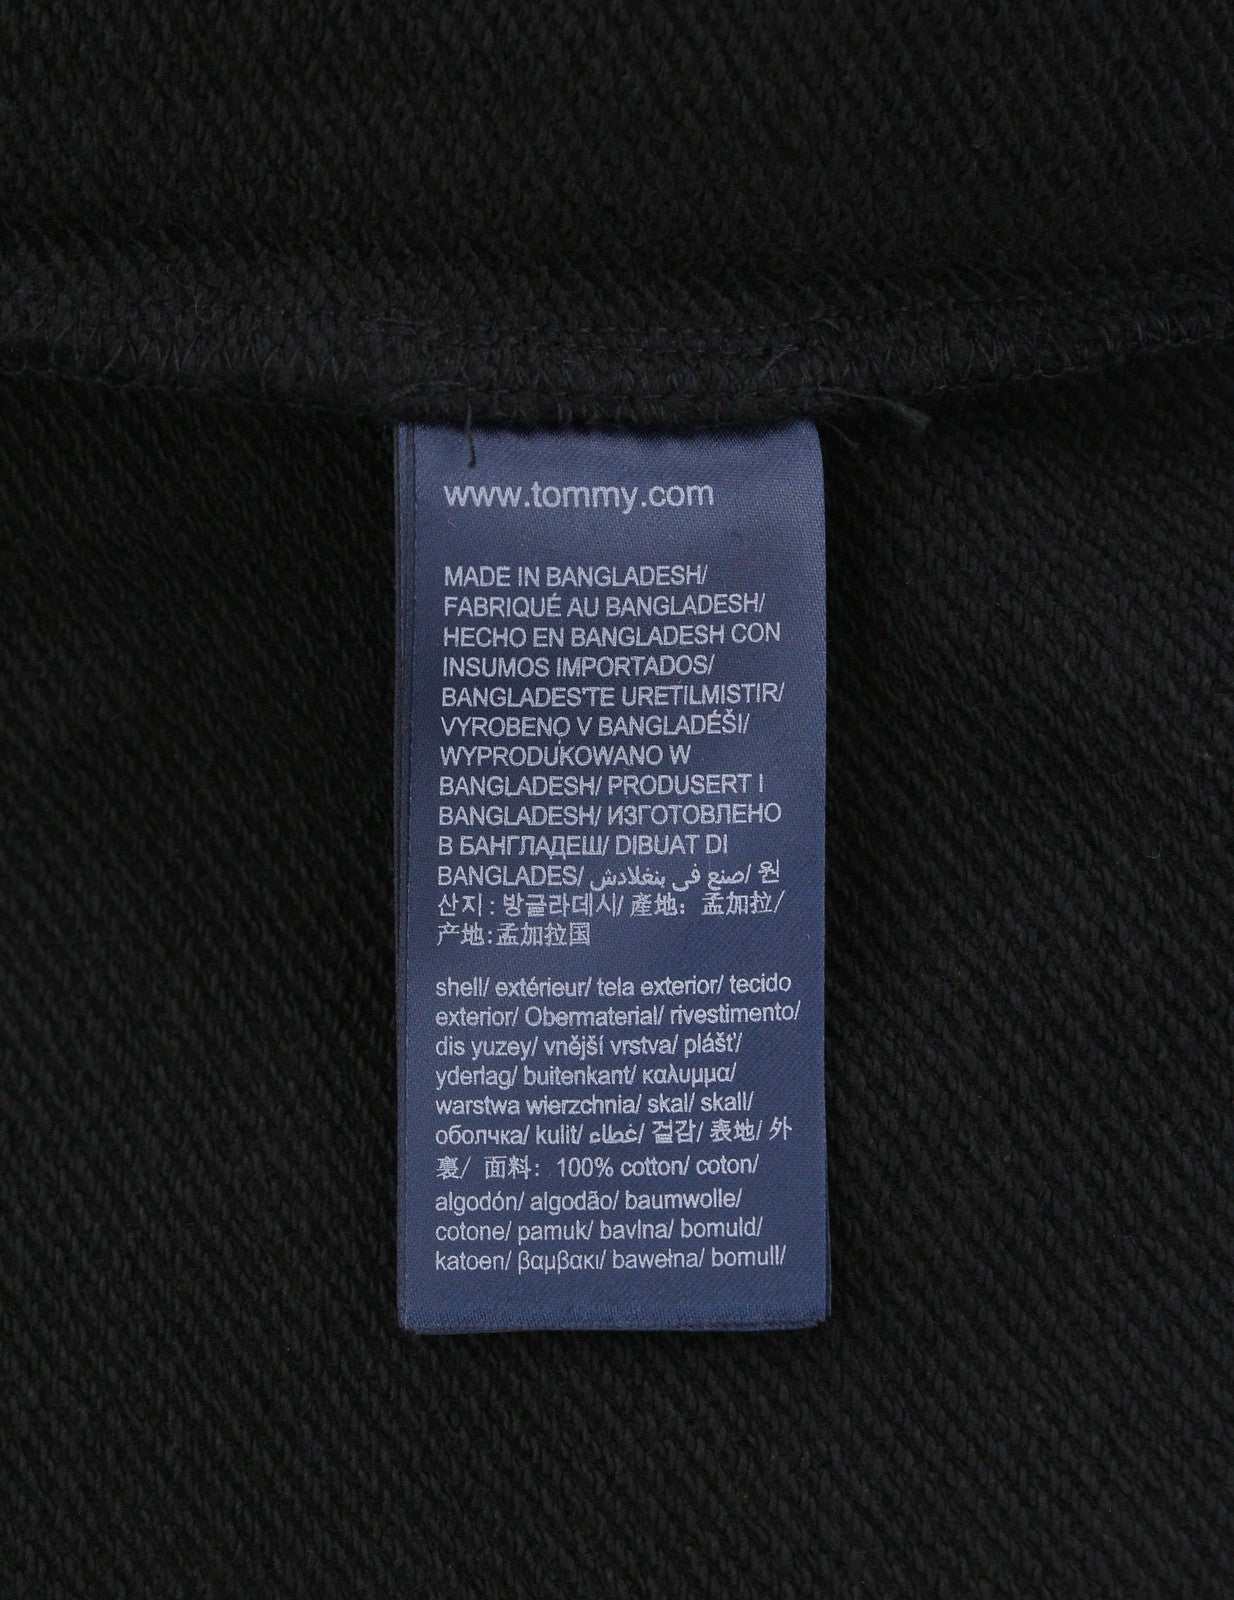 www.tommy.com
MADE IN BANGLADESH/
FABRIQUÉ AU BANGLADESH/
HECHO EN BANGLADESH CON
INSUMOS IMPORTADOS/
BANGLADES'TE URETILMISTIR/
VYROBENO V BANGLADÉŠI/
WYPRODUKOWANO W
BANGLADESH/ PRODUSERT I
BANGLADESH/ ИЗГОТОВЛЕНО
В БАНГЛАДЕШ/ DIBUAT DI
BANGLADES/ صنع في بنغلادش/ 원
산지: 방글라데시/ 產地: 孟加拉/
产地:孟加拉国
shell/ extérieur/ tela exterior/ tecido
exterior/ Obermaterial/ rivestimento/
dis yuzey/ vnější vrstva/ plášť/
yderlag/ buitenkant/ καλυμμα/
warstwa wierzchnia/ skal/ skall/
оболчка/ kulit/ غطاء/ 겉감/ 表地/ 外
裏/ 面料: 100% cotton/ coton/
algodón/ algodão/ baumwolle/
cotone/ pamuk/ bavlna/ bomuld/
katoen/ βαμβακι/ bawełna/ bomull/